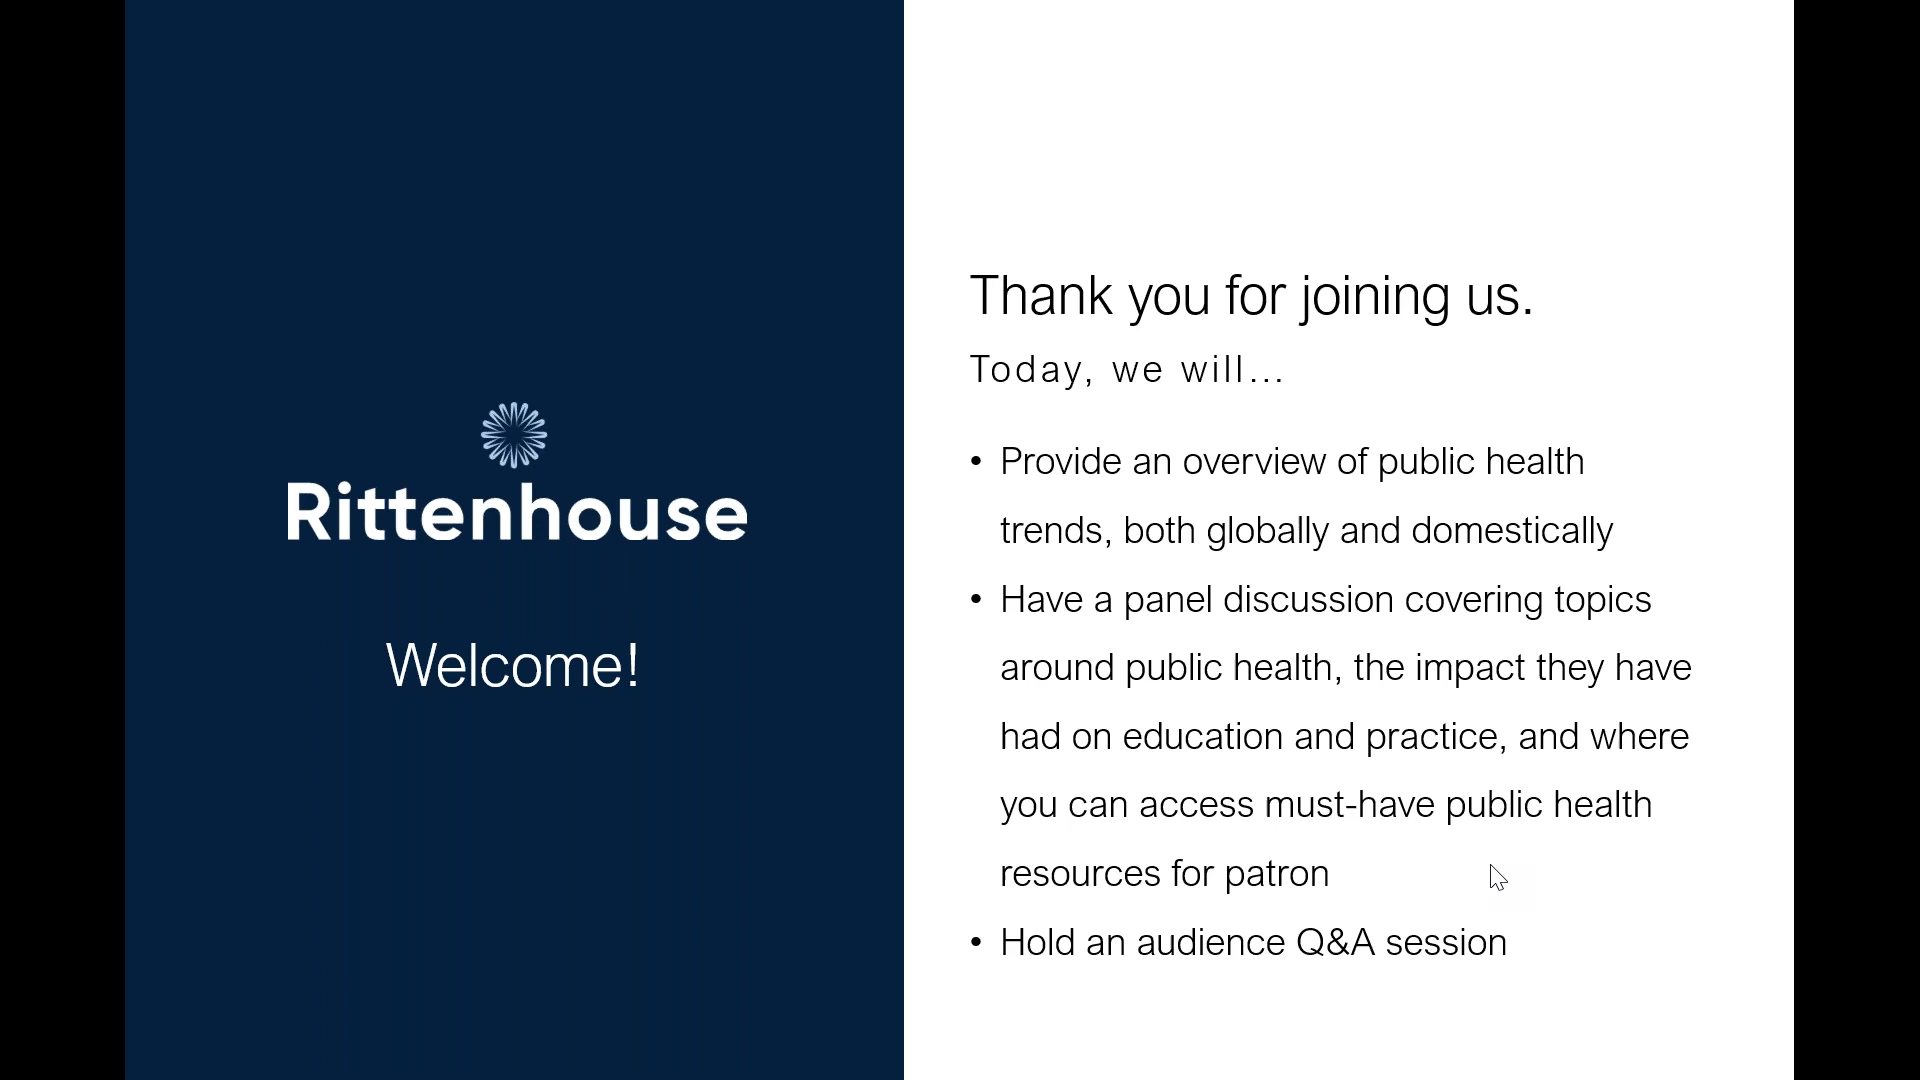 Rittenhouse
Welcome!
Thank you for joining us.
Today, we will...
• Provide an overview of public health
trends, both globally and domestically
• Have a panel discussion covering topics
around public health, the impact they have
had on education and practice, and where
you can access must-have public health
resources for patron
• Hold an audience Q&A session